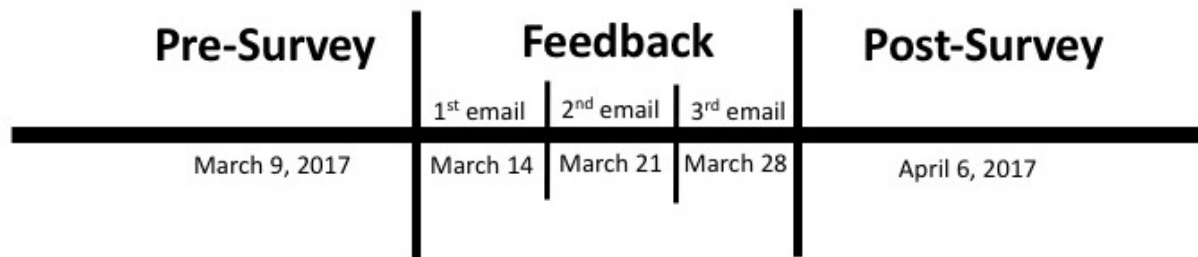 Pre-Survey
Feedback
Post-Survey
1st email
2nd email
3rd email
March 9, 2017
March 14
March 21
March 28
April 6, 2017